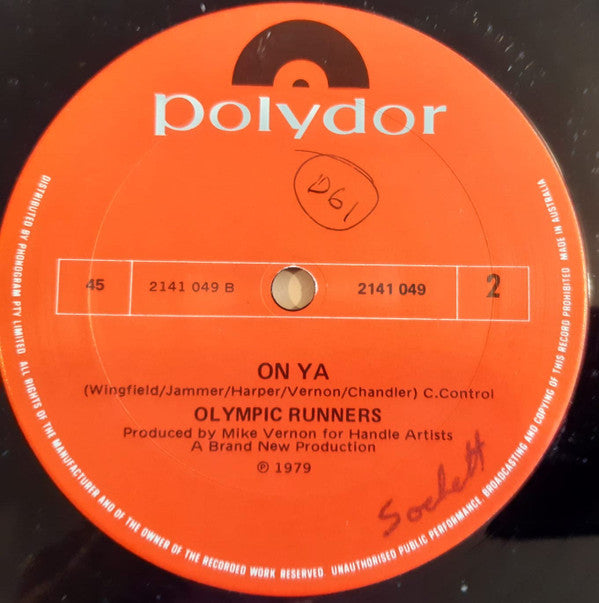 polydor
D61
45
2141 049 B
2141 049
2
ON YA
(Wingfield/Jammer/Harper/Vernon/Chandler) C.Control
OLYMPIC RUNNERS
Produced by Mike Vernon for Handle Artists
A Brand New Production
℗ 1979
DISTRIBUTED BY PHONOGRAM PTY LIMITED ALL RIGHTS OF THE MANUFACTURER AND OF THE OWNER OF THE RECORDED WORK RESERVED. UNAUTHORISED PUBLIC PERFORMANCE, BROADCASTING AND COPYING OF THIS RECORD PROHIBITED MADE IN AUSTRALIA